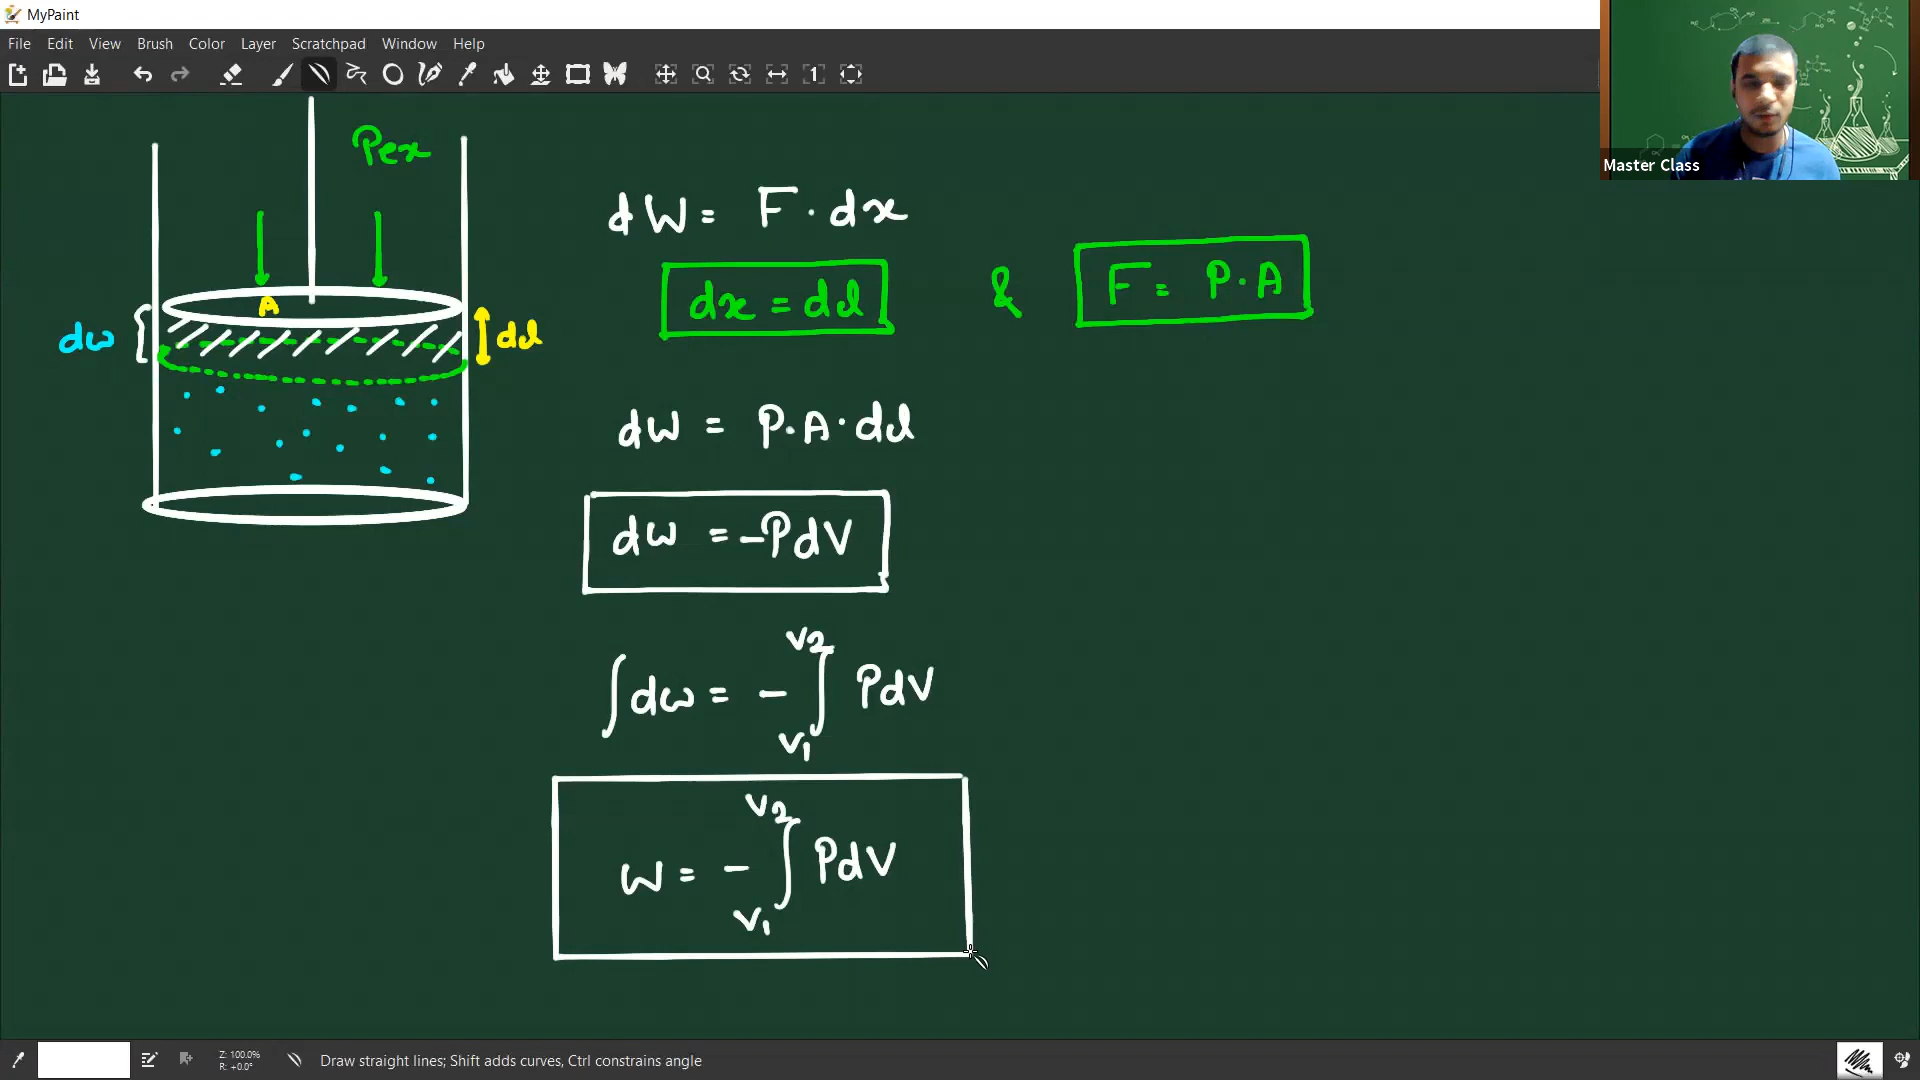 MyPaint
File Edit View Brush Color Layer Scratchpad Window Help
Master Class
Pex
A
dw
dl
dW = F · dx
dx = dl & F = P · A
dW = P · A · dl
dw = -PdV
∫dw = - ∫ PdV
V2
V1
W = - ∫ PdV
V2
V1
Z: 100.0%
R: +0.0°
Draw straight lines; Shift adds curves, Ctrl constrains angle